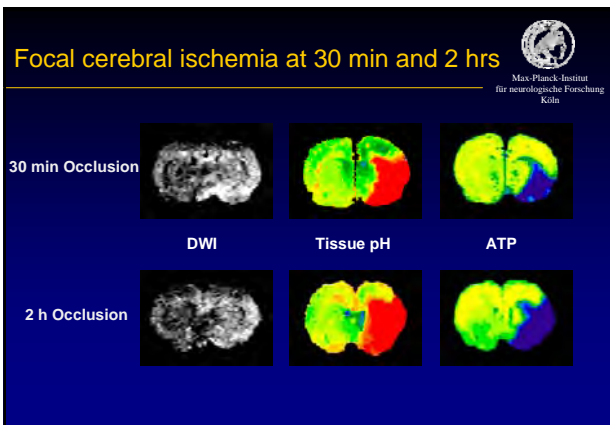 Focal cerebral ischemia at 30 min and 2 hrs
Max-Planck-Institut
für neurologische Forschung
Köln
30 min Occlusion
DWI Tissue pH ATP
2 h Occlusion